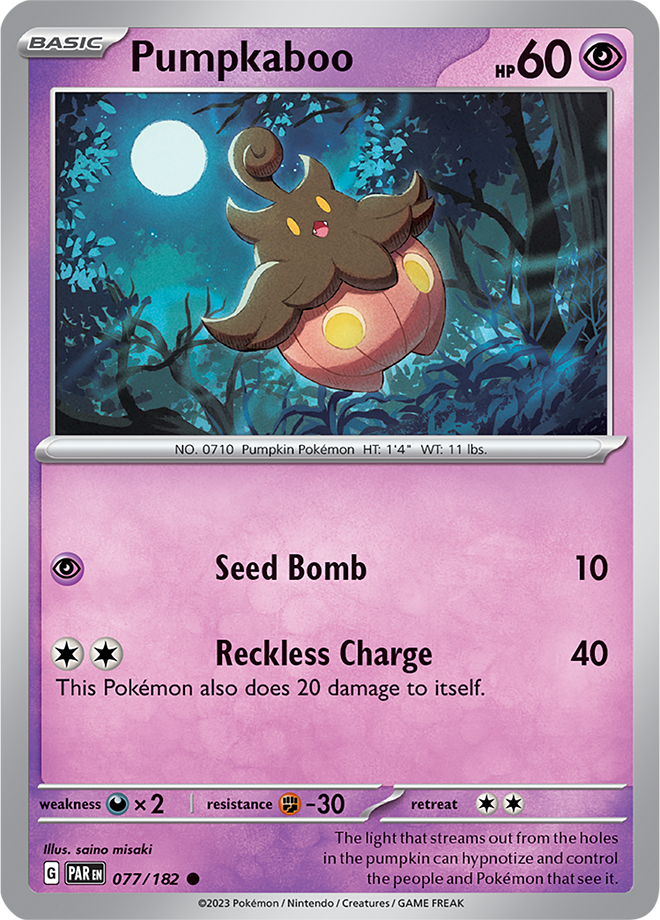 BASIC
Pumpkaboo
HP 60
NO. 0710 Pumpkin Pokémon HT: 1'4" WT: 11 lbs.
Seed Bomb 10
Reckless Charge 40
This Pokémon also does 20 damage to itself.
weakness ×2 resistance -30 retreat
Illus. saino misaki
The light that streams out from the holes
in the pumpkin can hypnotize and control
the people and Pokémon that see it.
G PAR EN 077/182
©2023 Pokémon / Nintendo / Creatures / GAME FREAK